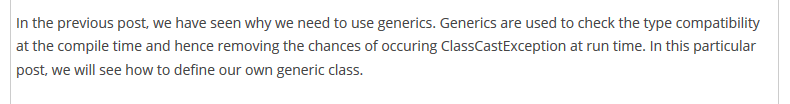 In the previous post, we have seen why we need to use generics. Generics are used to check the type compatibility
at the compile time and hence removing the chances of occuring ClassCastException at run time. In this particular
post, we will see how to define our own generic class.